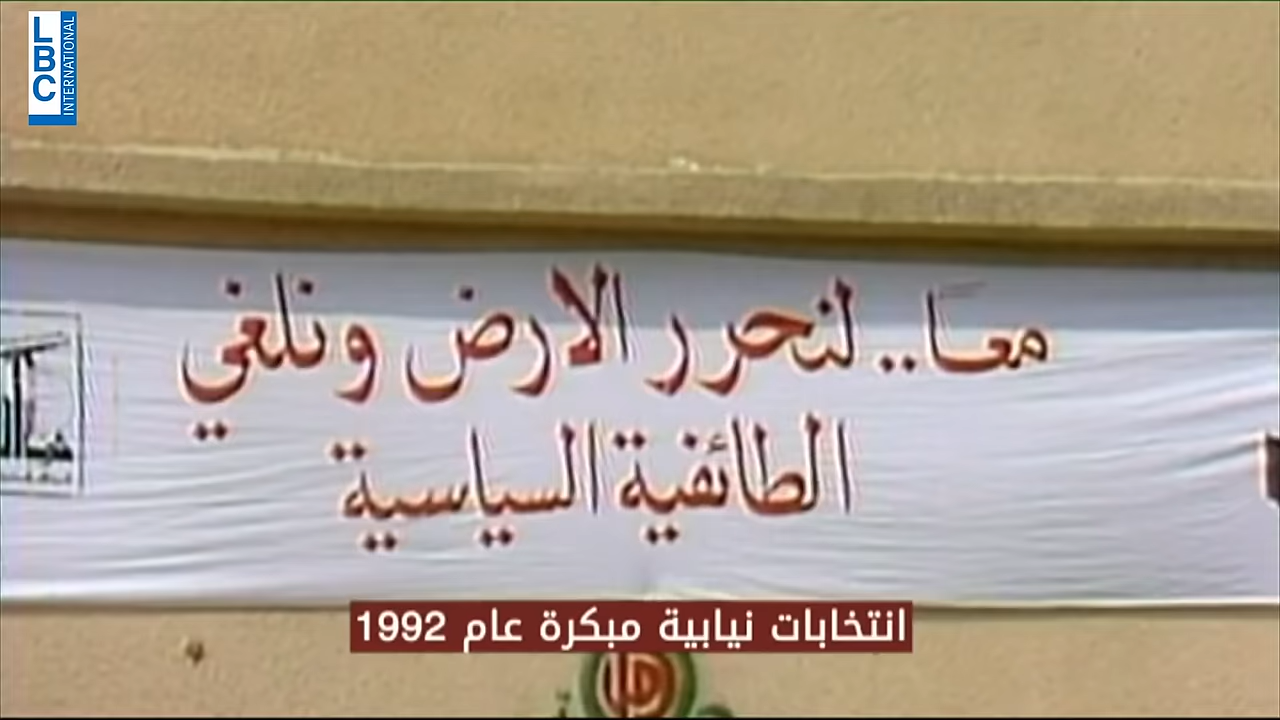 LBC
INTERNATIONAL
معاً.. لنحرر الارض ونلغي
الطائفية السياسية
انتخابات نيابية مبكرة عام 1992